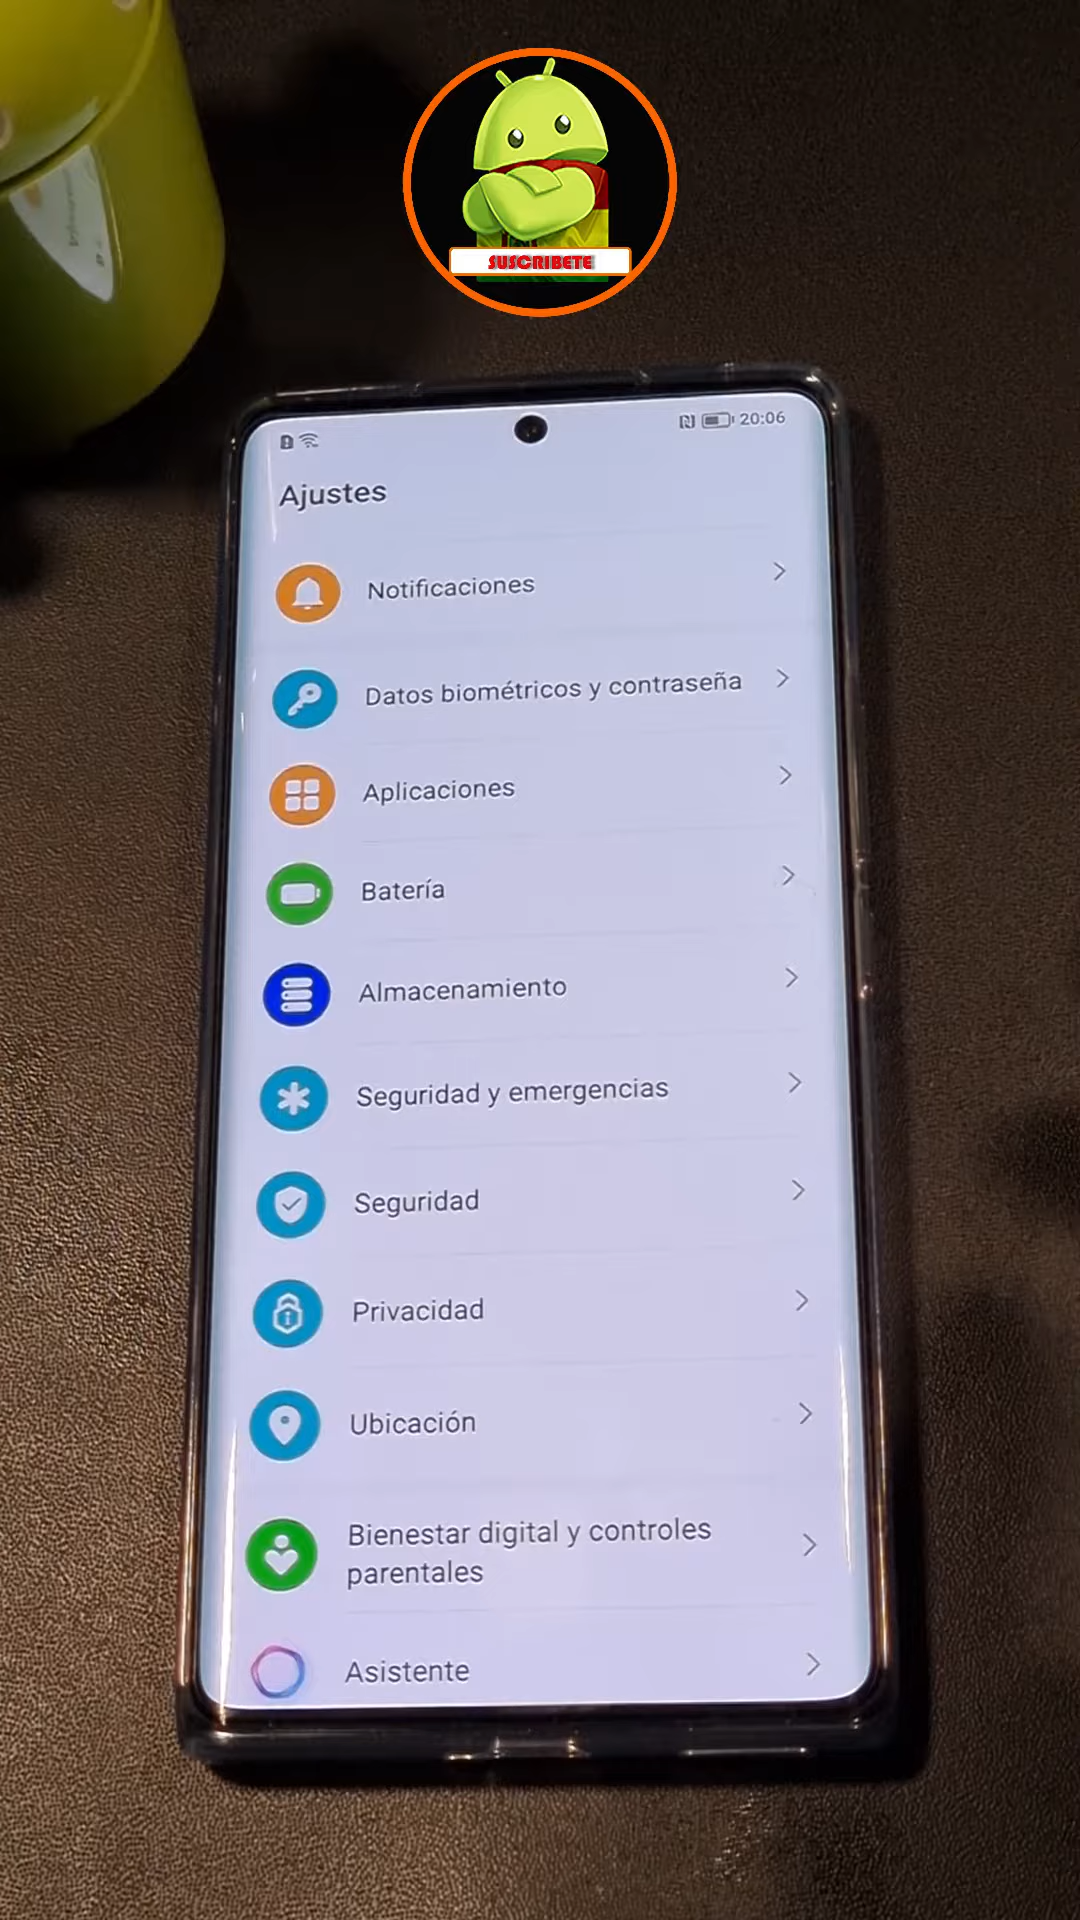 SUSCRIBETE
20:06
Ajustes
Notificaciones
Datos biométricos y contraseña
Aplicaciones
Batería
Almacenamiento
Seguridad y emergencias
Seguridad
Privacidad
Ubicación
Bienestar digital y controles
parentales
Asistente